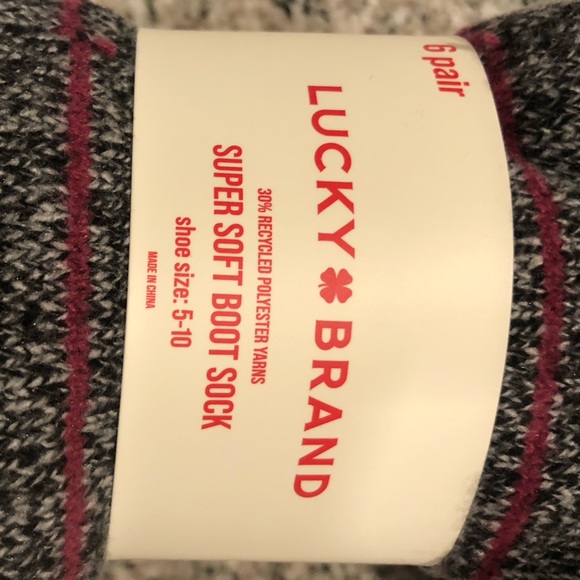 6 pair
LUCKY BRAND
30% RECYCLED POLYESTER YARNS
SUPER SOFT BOOT SOCK
shoe size: 5-10
MADE IN CHINA